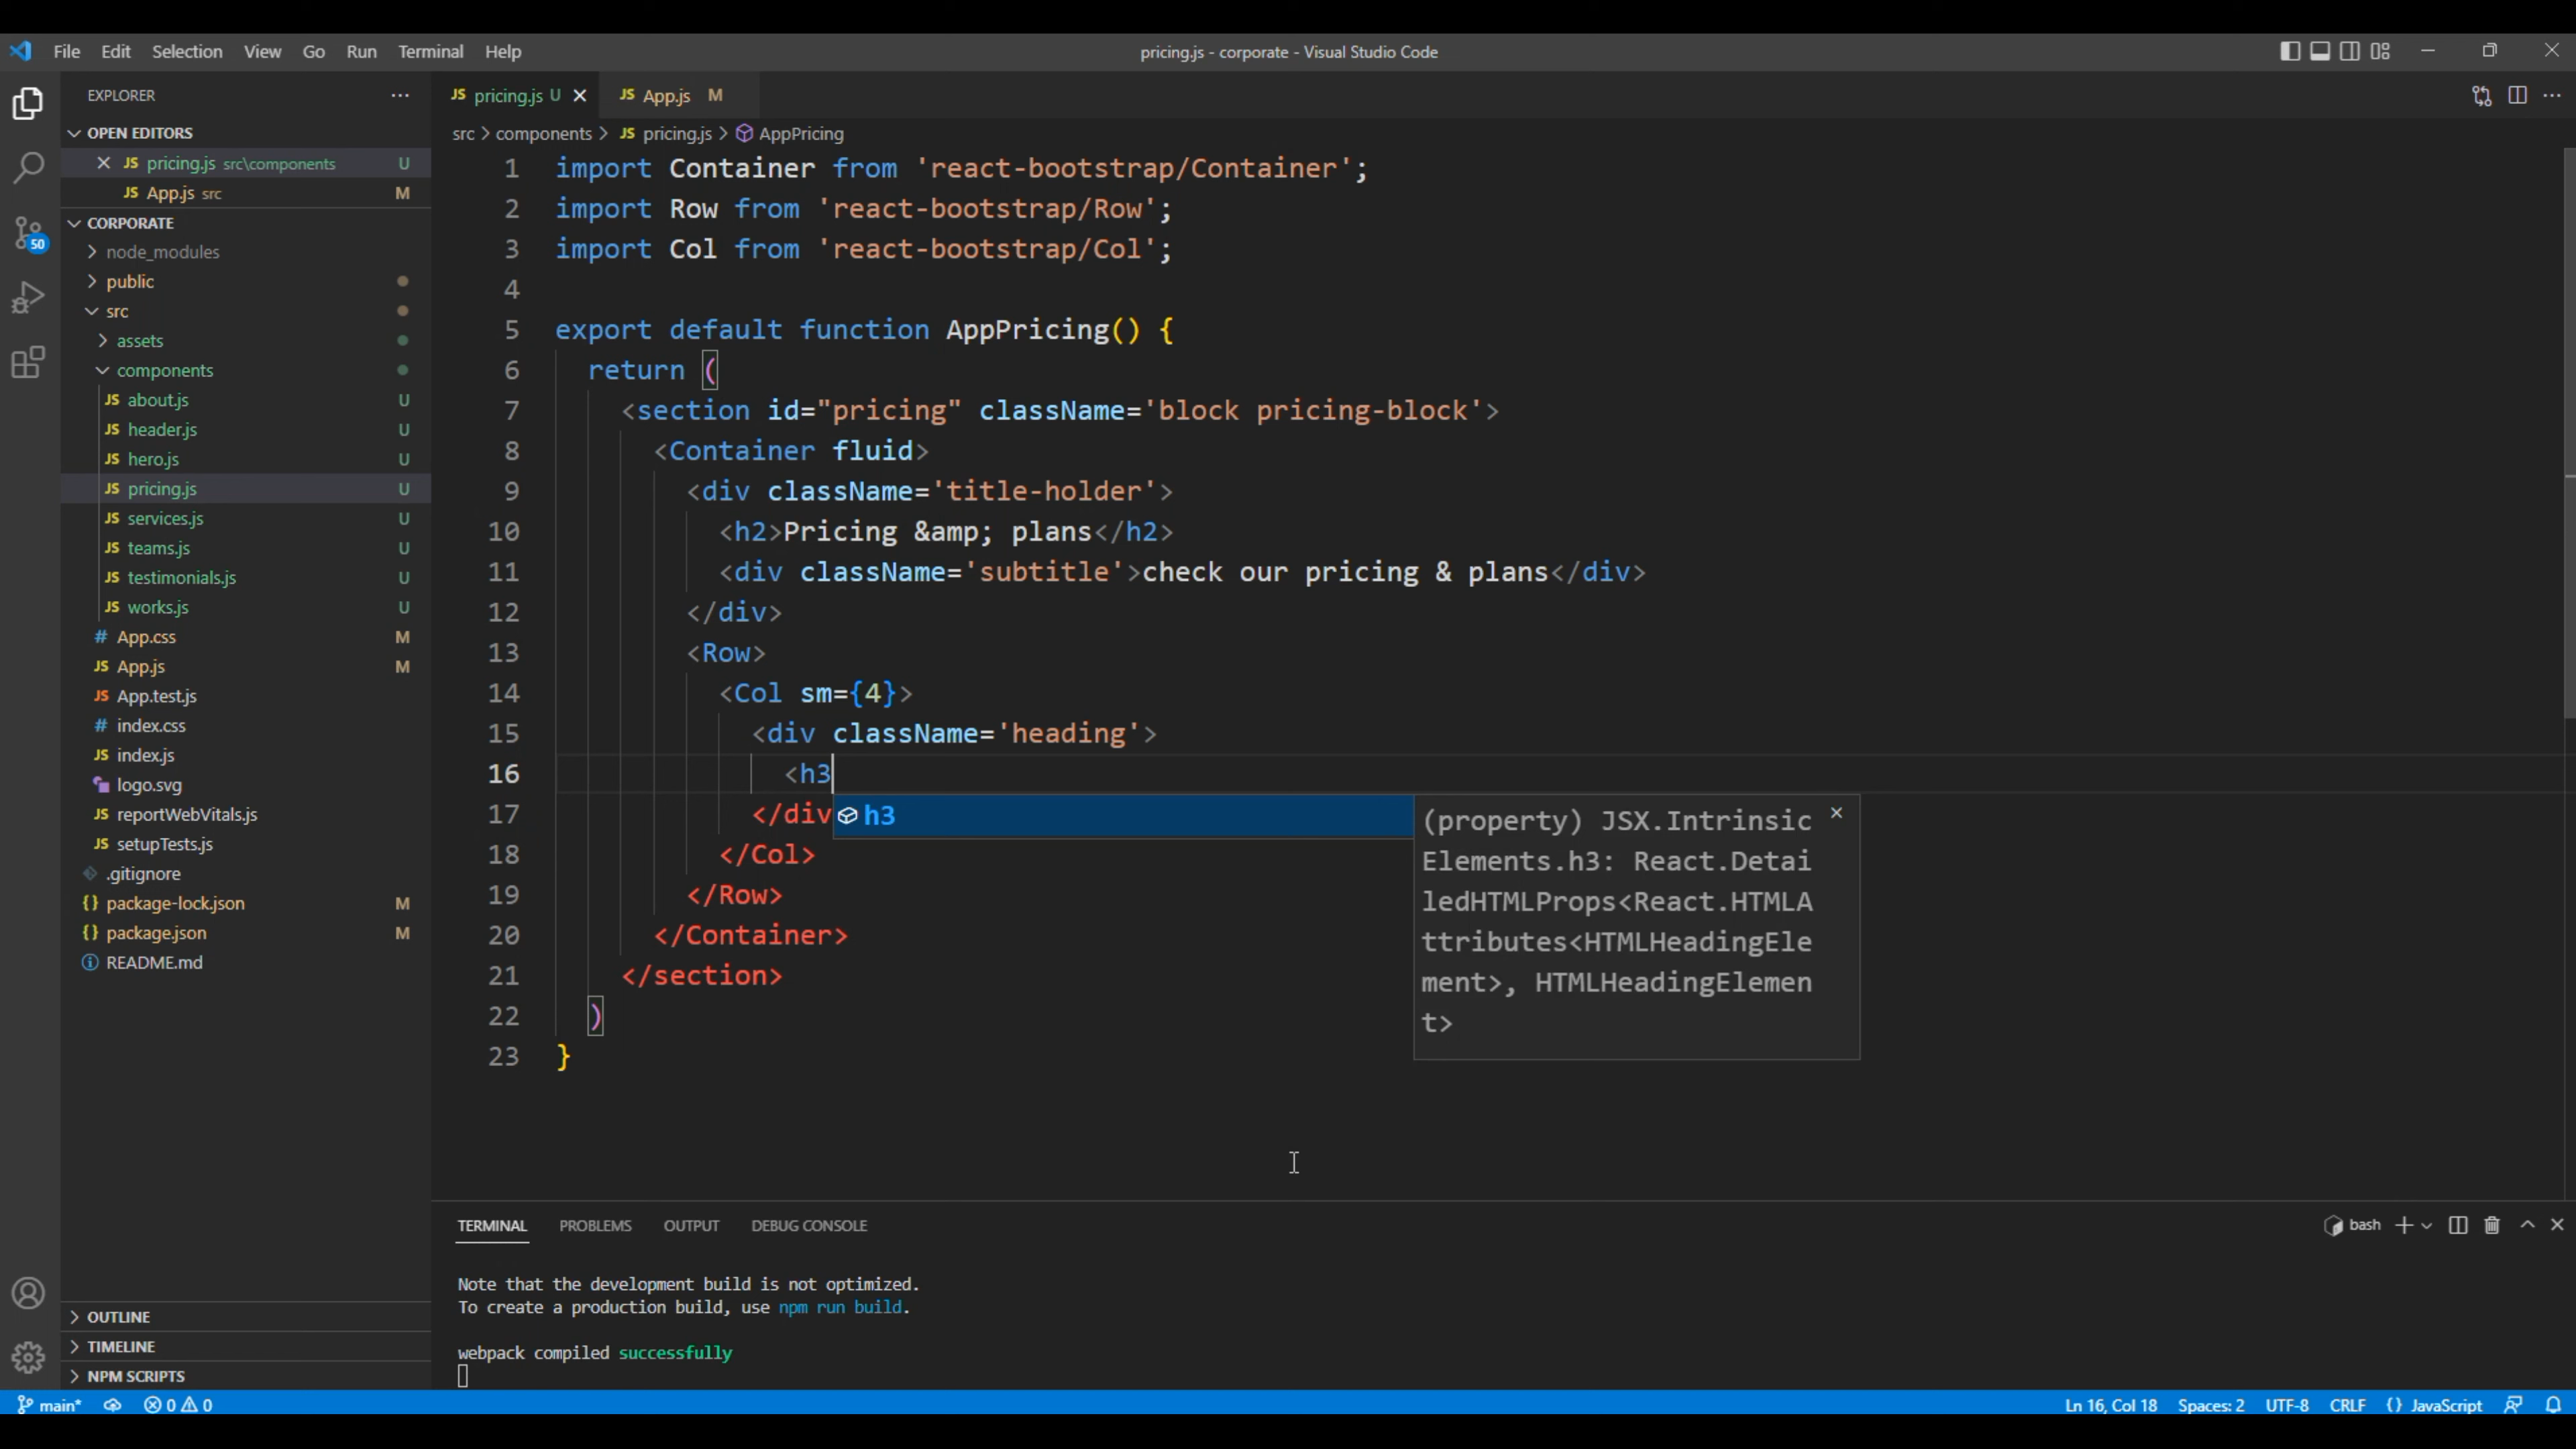 File Edit Selection View Go Run Terminal Help
pricing.js - corporate - Visual Studio Code
EXPLORER
OPEN EDITORS
JS pricing.js src\components U
JS App.js src M
CORPORATE
node_modules
public
src
assets
components
JS about.js U
JS header.js U
JS hero.js U
JS pricing.js U
JS services.js U
JS teams.js U
JS testimonials.js U
JS works.js U
# App.css M
JS App.js M
JS App.test.js
# index.css
JS index.js
logo.svg
JS reportWebVitals.js
JS setupTests.js
.gitignore
{} package-lock.json M
{} package.json M
README.md
OUTLINE
TIMELINE
NPM SCRIPTS
50
JS pricing.js U
JS App.js M
src > components > JS pricing.js > AppPricing
1 import Container from 'react-bootstrap/Container';
2 import Row from 'react-bootstrap/Row';
3 import Col from 'react-bootstrap/Col';
4
5 export default function AppPricing() {
6 return (
7 <section id="pricing" className='block pricing-block'>
8 <Container fluid>
9 <div className='title-holder'>
10 <h2>Pricing &amp; plans</h2>
11 <div className='subtitle'>check our pricing & plans</div>
12 </div>
13 <Row>
14 <Col sm={4}>
15 <div className='heading'>
16 <h3
17 </div
18 </Col>
19 </Row>
20 </Container>
21 </section>
22 )
23 }
h3
(property) JSX.Intrinsic
Elements.h3: React.Detai
ledHTMLProps<React.HTMLA
ttributes<HTMLHeadingEle
ment>, HTMLHeadingElemen
t>
TERMINAL PROBLEMS OUTPUT DEBUG CONSOLE
bash
Note that the development build is not optimized.
To create a production build, use npm run build.
webpack compiled successfully
main* 0 0
Ln 16, Col 18 Spaces: 2 UTF-8 CRLF {} JavaScript